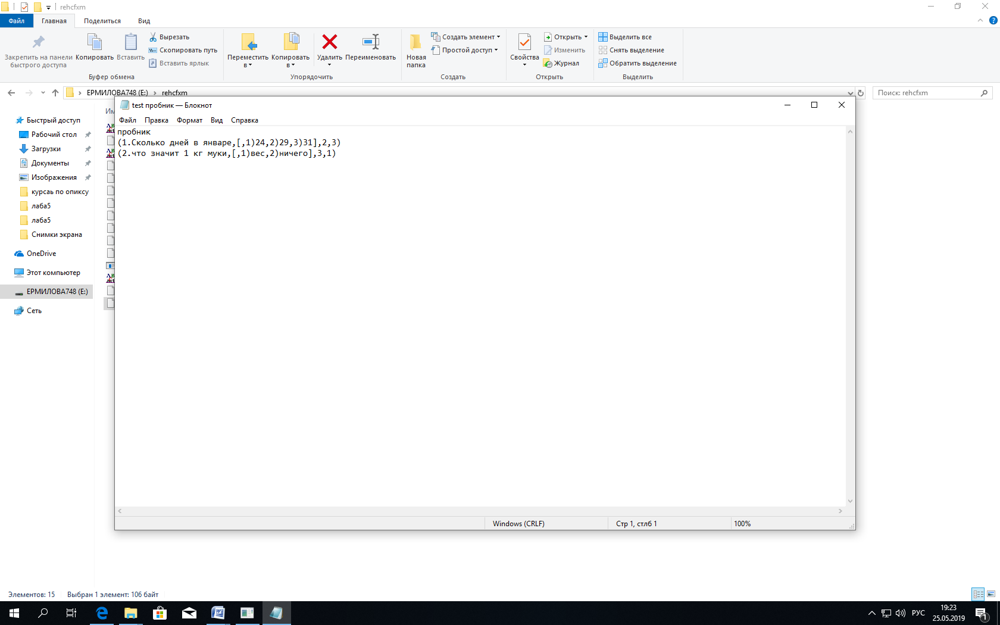 rehcfxm
Файл Главная Поделиться Вид
Закрепить на панели быстрого доступа
Копировать
Вставить
Вырезать
Скопировать путь
Вставить ярлык
Буфер обмена
Переместить в
Копировать в
Удалить
Переименовать
Упорядочить
Новая папка
Создать элемент
Простой доступ
Создать
Свойства
Открыть
Изменить
Журнал
Открыть
Выделить все
Снять выделение
Обратить выделение
Выделить
ЕРМИЛОВА748 (E:) rehcfxm
Поиск: rehcfxm
Быстрый доступ
Рабочий стол
Загрузки
Документы
Изображения
курсаь по опиксу
лаба5
лаба5
Снимки экрана
OneDrive
Этот компьютер
ЕРМИЛОВА748 (E:)
Сеть
test пробник — Блокнот
Файл Правка Формат Вид Справка
пробник
(1.Сколько дней в январе,[,1)24,2)29,3)31],2,3)
(2.что значит 1 кг муки,[,1)вес,2)ничего],3,1)
Windows (CRLF) Стр 1, стлб 1 100%
Элементов: 15 Выбран 1 элемент: 106 байт
РУС
19:23
25.05.2019
1